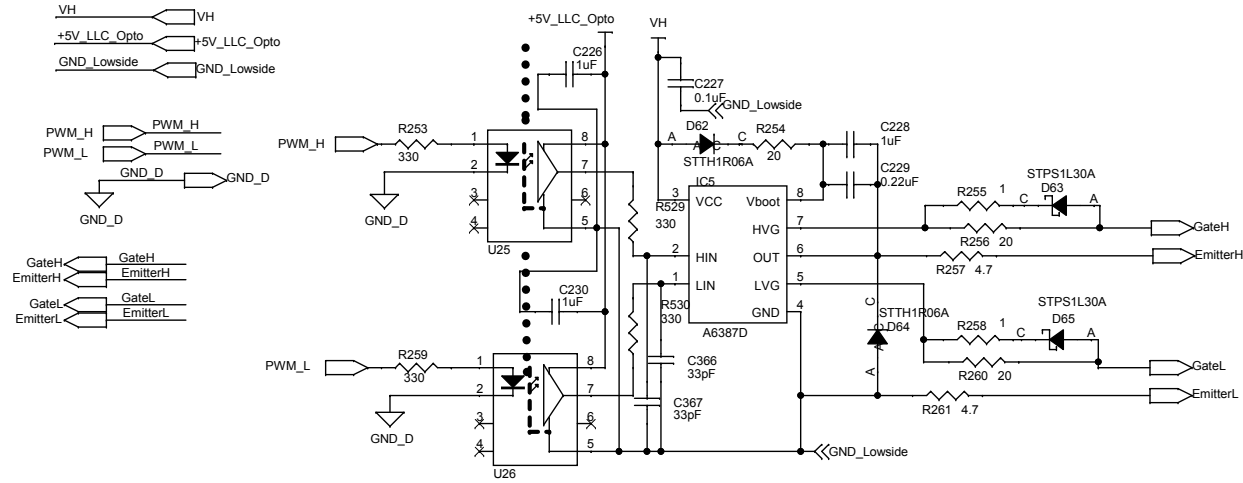 VH
VH
+5V_LLC_Opto
+5V_LLC_Opto
GND_Lowside
GND_Lowside
PWM_H
PWM_H
PWM_L
PWM_L
GND_D
GND_D
GND_D
GateH
GateH
EmitterH
EmitterH
GateL
GateL
EmitterL
EmitterL
+5V_LLC_Opto
C226
1uF
PWM_H
R253
330
1
2
3
4
8
7
6
5
U25
GND_D
C230
1uF
PWM_L
R259
330
1
2
3
4
8
7
6
5
U26
GND_D
R529
330
R530
330
C366
33pF
C367
33pF
VH
C227
0.1uF
GND_Lowside
D62
A
C
A
C
STTH1R06A
R254
20
C228
1uF
C229
0.22uF
IC5
3
VCC
Vboot
8
HVG
7
2
HIN
OUT
6
1
LIN
LVG
5
GND
4
A6387D
STPS1L30A
R255
1
C
D63
A
R256
20
GateH
R257
4.7
EmitterH
C
STTH1R06A
A
C
D64
A
STPS1L30A
R258
1
C
D65
A
R260
20
GateL
R261
4.7
EmitterL
GND_Lowside